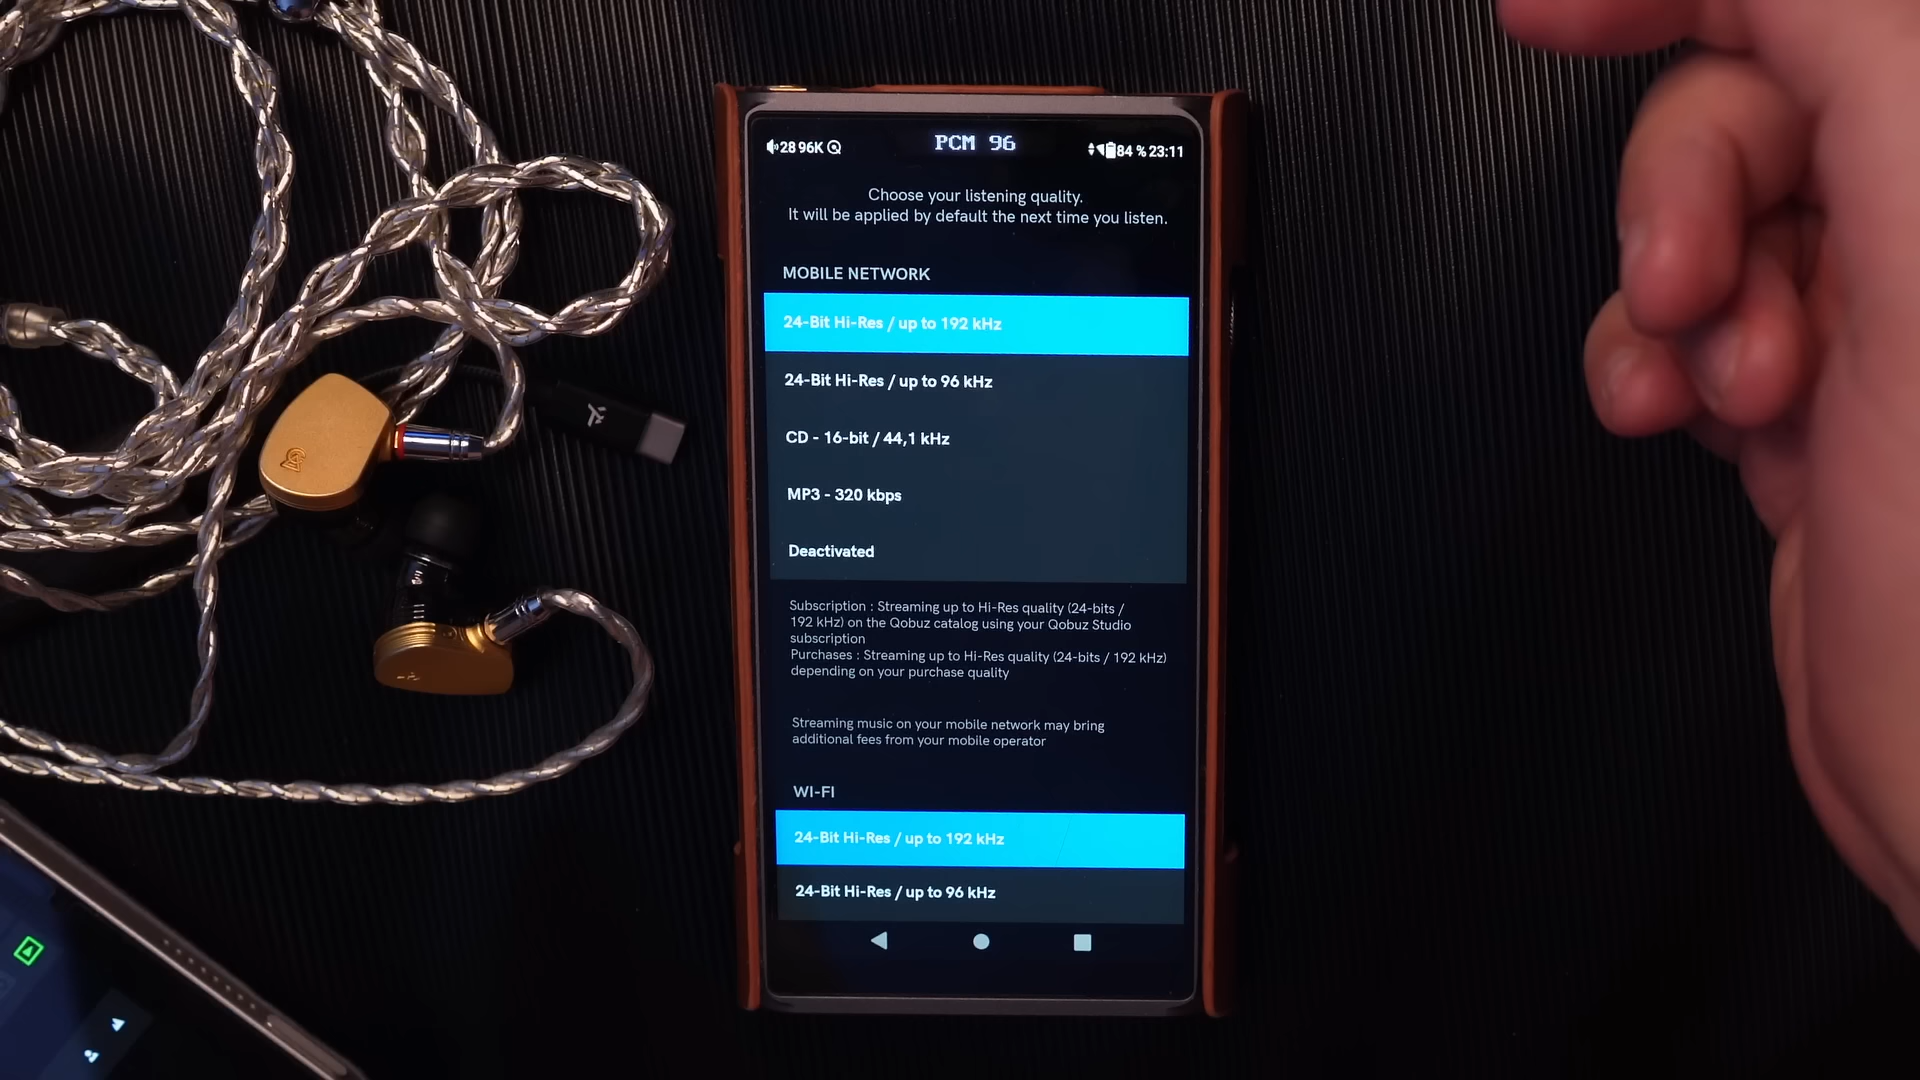 28 96K
PCM 96
84 % 23:11
Choose your listening quality.
It will be applied by default the next time you listen.
MOBILE NETWORK
24-Bit Hi-Res / up to 192 kHz
24-Bit Hi-Res / up to 96 kHz
CD - 16-bit / 44,1 kHz
MP3 - 320 kbps
Deactivated
Subscription : Streaming up to Hi-Res quality (24-bits /
192 kHz) on the Qobuz catalog using your Qobuz Studio
subscription
Purchases : Streaming up to Hi-Res quality (24-bits / 192 kHz)
depending on your purchase quality
Streaming music on your mobile network may bring
additional fees from your mobile operator
WI-FI
24-Bit Hi-Res / up to 192 kHz
24-Bit Hi-Res / up to 96 kHz